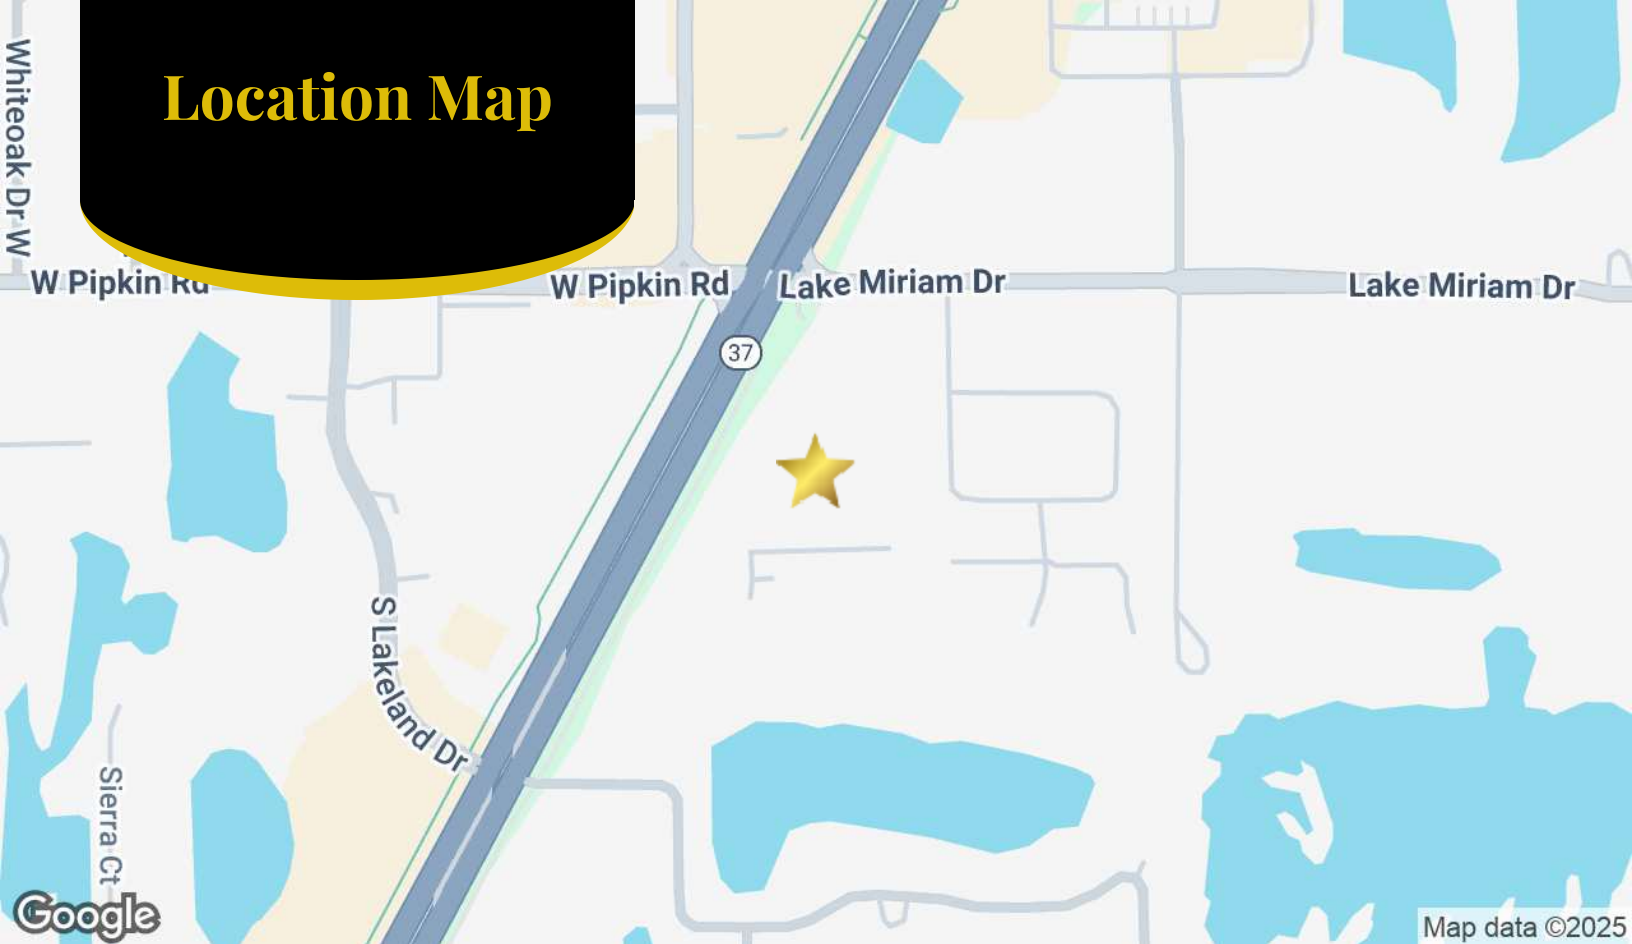 Location Map
Whiteoak Dr W
W Pipkin Rd
W Pipkin Rd
Lake Miriam Dr
Lake Miriam Dr
37
S Lakeland Dr
Sierra Ct
Google
Map data ©2025